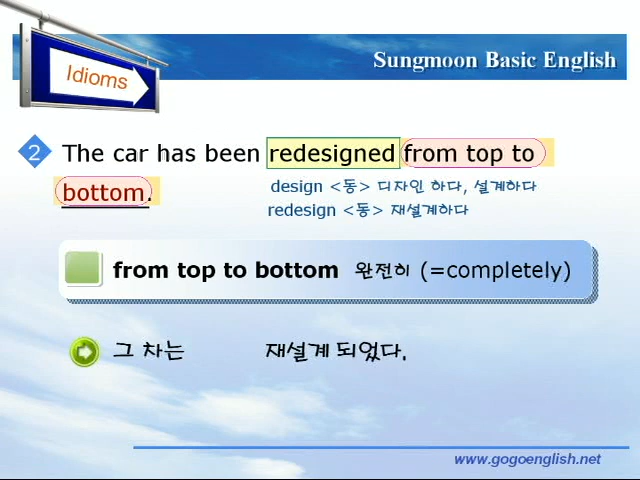 Idioms
Sungmoon Basic English
2 The car has been redesigned from top to
bottom.
design <동> 디자인 하다, 설계하다
redesign <동> 재설계하다
from top to bottom 완전히 (=completely)
그 차는 재설계 되었다.
www.gogoenglish.net